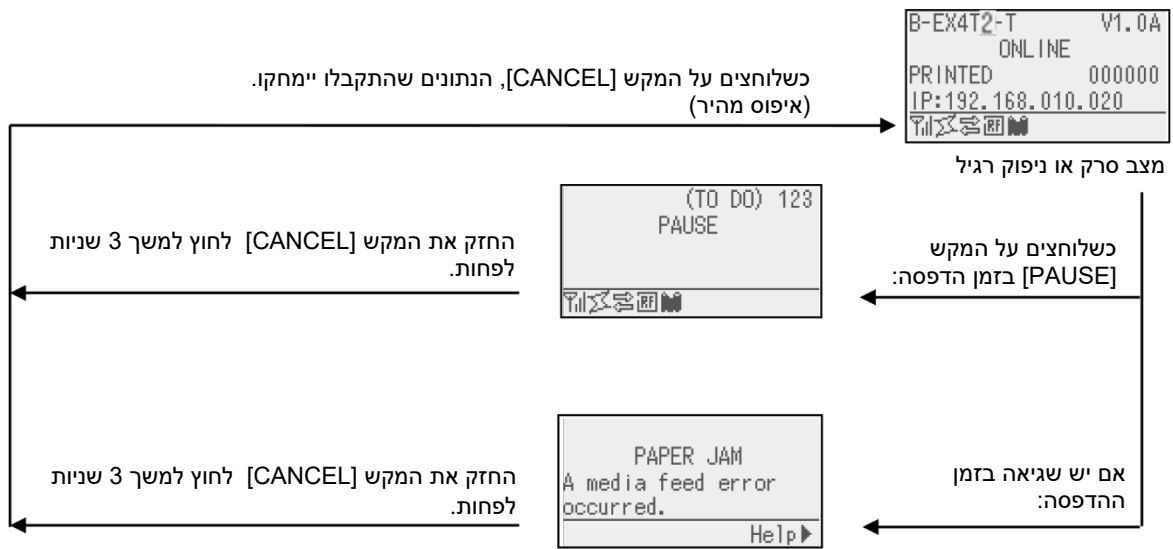 B-EX4T2-T V1.0A
ONLINE
PRINTED 000000
IP:192.168.010.020
RF
מצב סרק או ניפוק רגיל
כשלוחצים על המקש [CANCEL], הנתונים שהתקבלו יימחקו.
(איפוס מהיר)
כשלוחצים על המקש
[PAUSE] בזמן הדפסה:
(TO DO) 123
PAUSE
RF
החזק את המקש [CANCEL] לחוץ למשך 3 שניות
לפחות.
אם יש שגיאה בזמן
ההדפסה:
PAPER JAM
A media feed error
occurred.
Help
החזק את המקש [CANCEL] לחוץ למשך 3 שניות
לפחות.